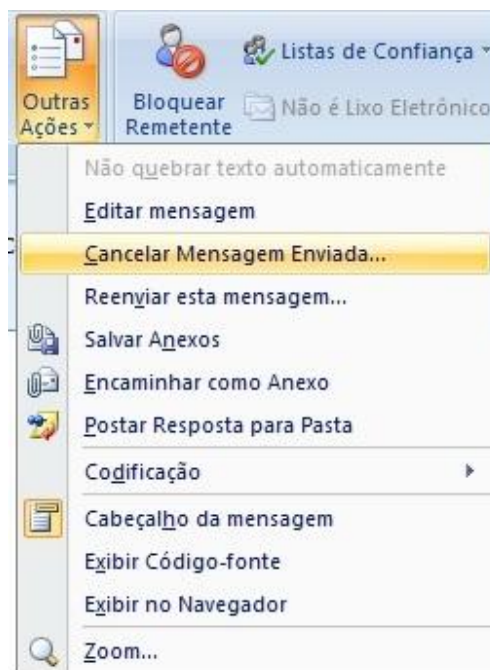 Outras
Ações
Bloquear
Remetente
Listas de Confiança
Não é Lixo Eletrônico
Não quebrar texto automaticamente
Editar mensagem
Cancelar Mensagem Enviada...
Reenviar esta mensagem...
Salvar Anexos
Encaminhar como Anexo
Postar Resposta para Pasta
Codificação
Cabeçalho da mensagem
Exibir Código-fonte
Exibir no Navegador
Zoom...